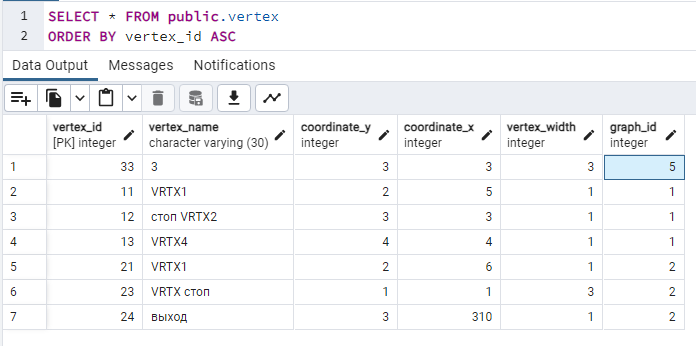 1 SELECT * FROM public.vertex
2 ORDER BY vertex_id ASC
Data Output Messages Notifications
vertex_id vertex_name coordinate_y coordinate_x vertex_width graph_id
[PK] integer character varying (30) integer integer integer integer
1 33 3 3 3 3 5
2 11 VRTX1 2 5 1 1
3 12 стоп VRTX2 3 3 1 1
4 13 VRTX4 4 4 1 1
5 21 VRTX1 2 6 1 2
6 23 VRTX стоп 1 1 3 2
7 24 выход 3 310 1 2